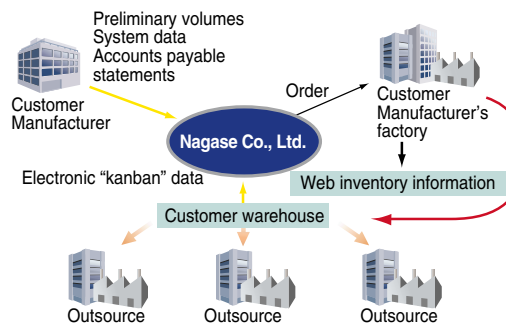 Preliminary volumes
System data
Accounts payable
statements
Customer
Manufacturer
Order
Customer
Manufacturer's
factory
Nagase Co., Ltd.
Electronic “kanban” data
Web inventory information
Customer warehouse
Outsource
Outsource
Outsource